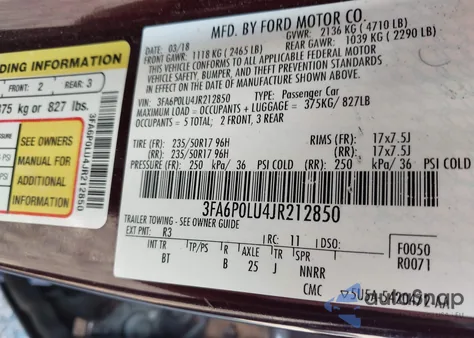 MFD. BY FORD MOTOR CO.
03/18
GVWR: 2136 KG ( 4710 LB)
FRONT GAWR: 1118 KG ( 2465 LB)
REAR GAWR: 1039 KG ( 2290 LB)
THIS VEHICLE CONFORMS TO ALL APPLICABLE FEDERAL MOTOR
VEHICLE SAFETY, BUMPER, AND THEFT PREVENTION STANDARDS
IN EFFECT ON THE DATE OF MANUFACTURE SHOWN ABOVE.
VIN: 3FA6P0LU4JR212850 TYPE: Passenger Car
MAXIMUM LOAD = OCCUPANTS + LUGGAGE = 375KG/ 827LB
OCCUPANTS = 5 TOTAL; 2 FRONT, 3 REAR
TIRE (FR): 235/50R17 96H RIMS (FR): 17x7.5J
(RR): 235/50R17 96H (RR): 17x7.5J
PRESSURE: (FR) 250 kPa/ 36 PSI COLD (RR) 250 kPa/ 36 PSI COLD
3FA6P0LU4JR212850
TRAILER TOWING - SEE OWNER GUIDE
EXT PNT: R3 RC: 11 DSO: F0050
INT TR TP/PS R AXLE TR SPR R0071
BT B 25 J NNRR
CMC
DING INFORMATION
FRONT: 2 REAR: 3
375 kg or 827 lbs.
SEE OWNERS
MANUAL FOR
ADDITIONAL
INFORMATION
PSI
3FA6P0LU4JR212850
autosnap